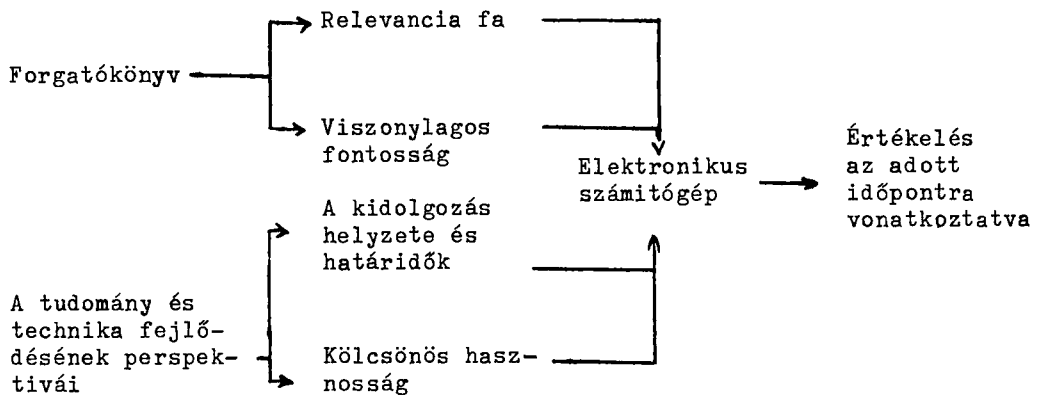 Relevancia fa
Forgatókönyv
Viszonylagos
fontosság
Elektronikus
számitógép
Értékelés
az adott
időpontra
vonatkoztatva
A kidolgozás
helyzete és
határidők
A tudomány és
technika fejlő-
désének perspek-
tivái
Kölcsönös hasz-
nosság